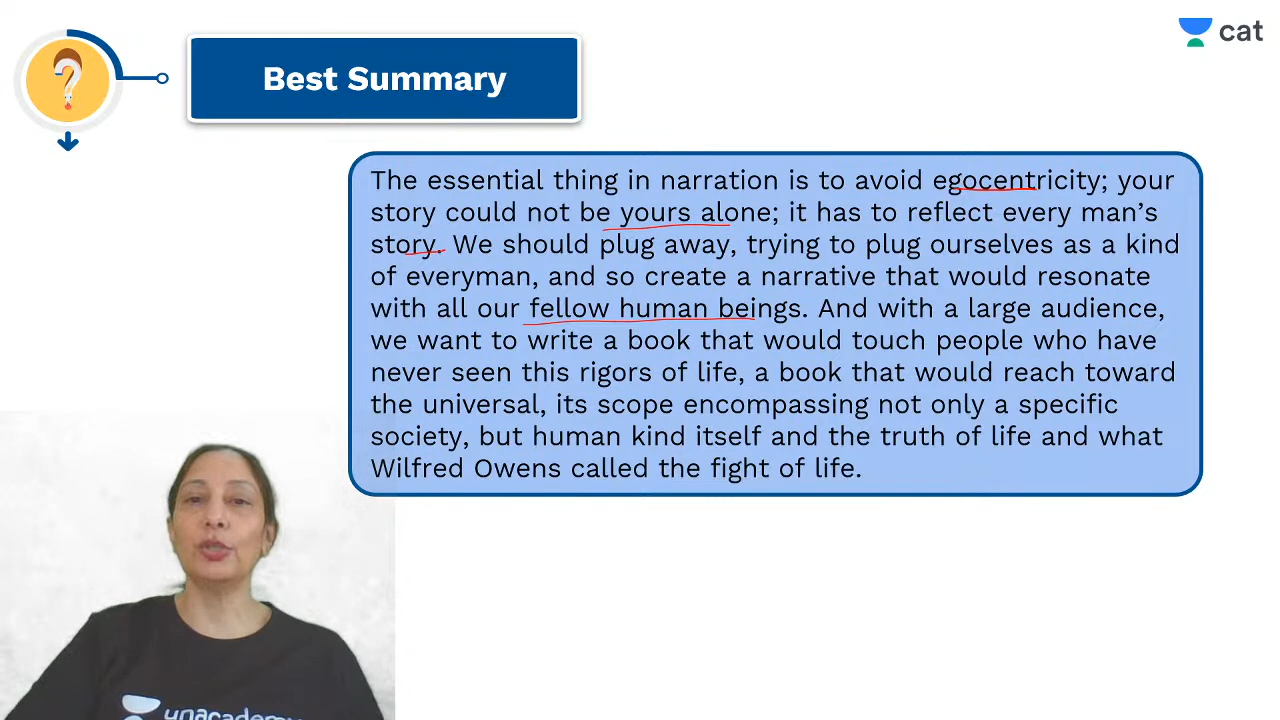 cat
Best Summary
The essential thing in narration is to avoid egocentricity; your
story could not be yours alone; it has to reflect every man's
story. We should plug away, trying to plug ourselves as a kind
of everyman, and so create a narrative that would resonate
with all our fellow human beings. And with a large audience,
we want to write a book that would touch people who have
never seen this rigors of life, a book that would reach toward
the universal, its scope encompassing not only a specific
society, but human kind itself and the truth of life and what
Wilfred Owens called the fight of life.
unacademy